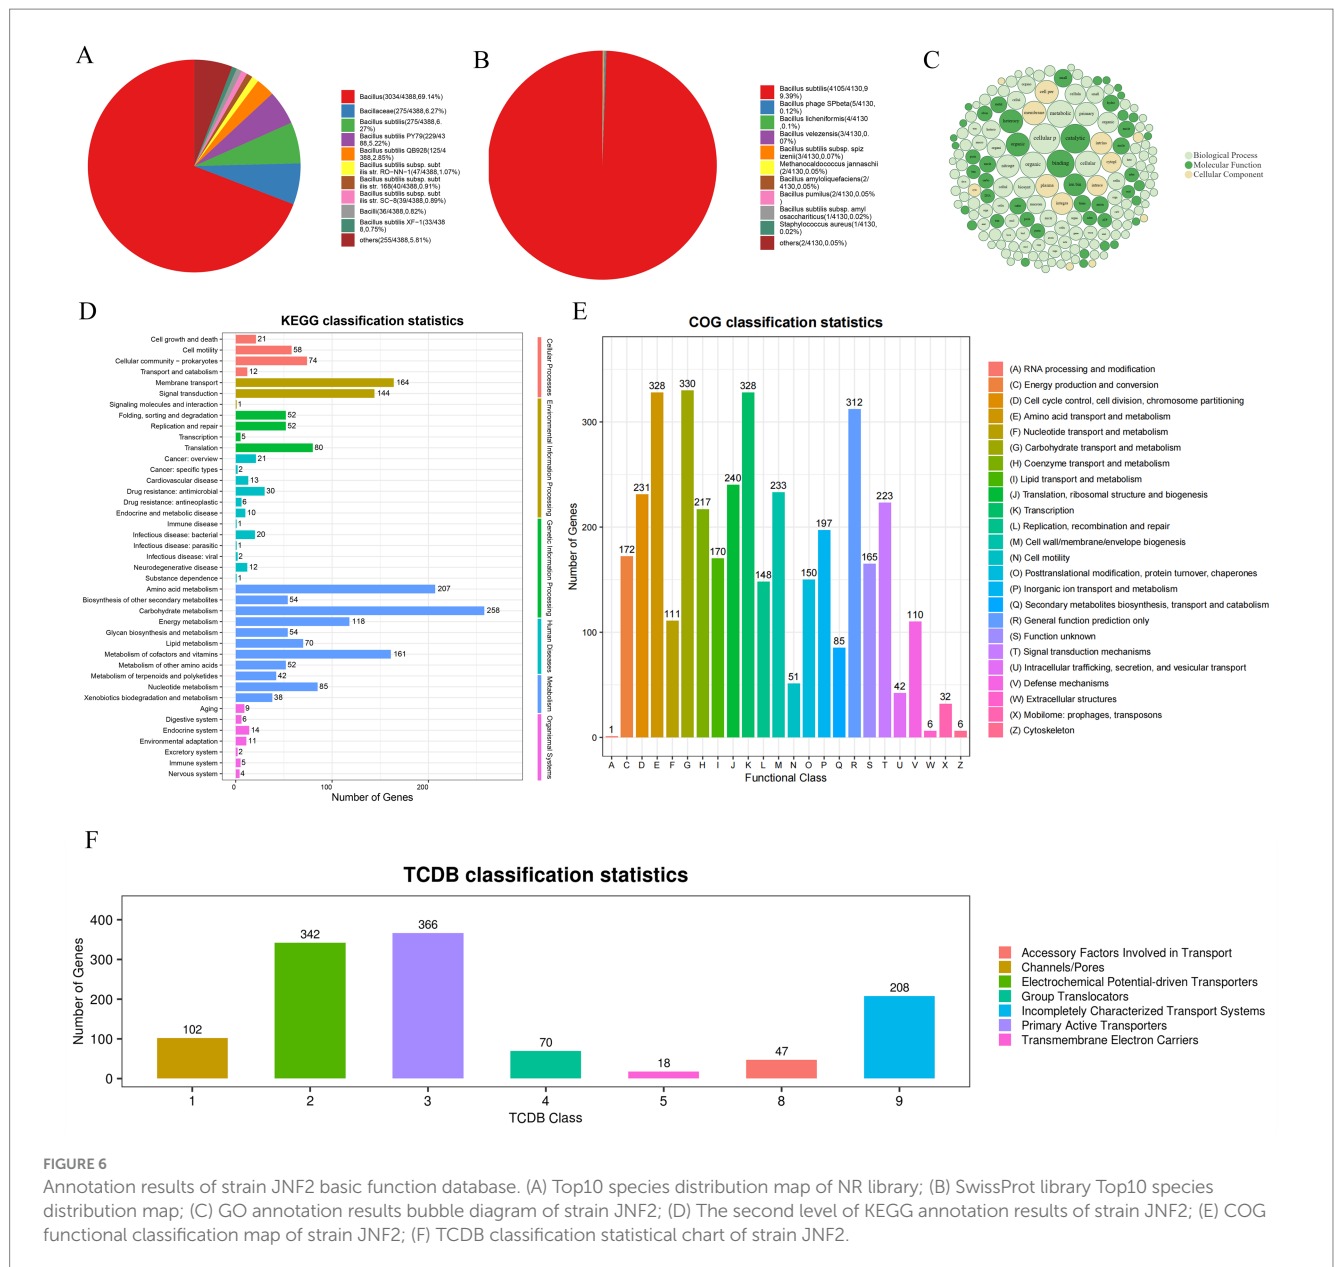 A
Bacillus(3034/4388,69.14%)
Bacillaceae(275/4388,6.27%)
Bacillus subtilis(275/4388,6.
27%)
Bacillus subtilis PY79(229/43
88,5.22%)
Bacillus subtilis QB928(125/4
388,2.85%)
Bacillus subtilis subsp. subt
ilis str. RO−NN−1(47/4388,1.07%)
Bacillus subtilis subsp. subt
ilis str. 168(40/4388,0.91%)
Bacillus subtilis subsp. subt
ilis str. SC−8(39/4388,0.89%)
Bacilli(36/4388,0.82%)
Bacillus subtilis XF−1(33/438
8,0.75%)
others(255/4388,5.81%)
B
Bacillus subtilis(4105/4130,9
9.39%)
Bacillus phage SPbeta(5/4130,
0.12%)
Bacillus licheniformis(4/4130
,0.1%)
Bacillus velezensis(3/4130,0.
07%)
Bacillus subtilis subsp. spiz
izenii(3/4130,0.07%)
Methanocaldococcus jannaschii
(2/4130,0.05%)
Bacillus amyloliquefaciens(2/
4130,0.05%)
Bacillus pumilus(2/4130,0.05%
)
Bacillus subtilis subsp. amyl
osacchariticus(1/4130,0.02%)
Staphylococcus aureus(1/4130,
0.02%)
others(2/4130,0.05%)
C
cell per
membrane
metabolic
primary
cellular p
catalytic
organic
binding
cellular
plasma
Biological Process
Molecular Function
Cellular Component
D
KEGG classification statistics
Cell growth and death 21
Cell motility 58
Cellular community − prokaryotes 74
Transport and catabolism 12
Membrane transport 164
Signal transduction 144
Signaling molecules and interaction 1
Folding, sorting and degradation 52
Replication and repair 52
Transcription 5
Translation 80
Cancer: overview 21
Cancer: specific types 2
Cardiovascular disease 13
Drug resistance: antimicrobial 30
Drug resistance: antineoplastic 6
Endocrine and metabolic disease 10
Immune disease 1
Infectious disease: bacterial 20
Infectious disease: parasitic 1
Infectious disease: viral 2
Neurodegenerative disease 12
Substance dependence 1
Amino acid metabolism 207
Biosynthesis of other secondary metabolites 54
Carbohydrate metabolism 258
Energy metabolism 118
Glycan biosynthesis and metabolism 54
Lipid metabolism 70
Metabolism of cofactors and vitamins 161
Metabolism of other amino acids 52
Metabolism of terpenoids and polyketides 42
Nucleotide metabolism 85
Xenobiotics biodegradation and metabolism 38
Aging 9
Digestive system 6
Endocrine system 14
Environmental adaptation 11
Excretory system 2
Immune system 5
Nervous system 4
0 100 200
Number of Genes
Cellular Processes
Environmental Information Processing
Genetic Information Processing
Human Diseases
Metabolism
Organismal Systems
E
COG classification statistics
Number of Genes
300
200
100
0
1 172 231 328 111 330 217 170 240 328 148 233 51 150 197 85 312 165 223 42 110 6 32 6
A C D E F G H I J K L M N O P Q R S T U V W X Z
Functional Class
(A) RNA processing and modification
(C) Energy production and conversion
(D) Cell cycle control, cell division, chromosome partitioning
(E) Amino acid transport and metabolism
(F) Nucleotide transport and metabolism
(G) Carbohydrate transport and metabolism
(H) Coenzyme transport and metabolism
(I) Lipid transport and metabolism
(J) Translation, ribosomal structure and biogenesis
(K) Transcription
(L) Replication, recombination and repair
(M) Cell wall/membrane/envelope biogenesis
(N) Cell motility
(O) Posttranslational modification, protein turnover, chaperones
(P) Inorganic ion transport and metabolism
(Q) Secondary metabolites biosynthesis, transport and catabolism
(R) General function prediction only
(S) Function unknown
(T) Signal transduction mechanisms
(U) Intracellular trafficking, secretion, and vesicular transport
(V) Defense mechanisms
(W) Extracellular structures
(X) Mobilome: prophages, transposons
(Z) Cytoskeleton
F
TCDB classification statistics
Number of Genes
400
300
200
100
0
102 342 366 70 18 47 208
1 2 3 4 5 8 9
TCDB Class
Accessory Factors Involved in Transport
Channels/Pores
Electrochemical Potential-driven Transporters
Group Translocators
Incompletely Characterized Transport Systems
Primary Active Transporters
Transmembrane Electron Carriers
FIGURE 6
Annotation results of strain JNF2 basic function database. (A) Top10 species distribution map of NR library; (B) SwissProt library Top10 species
distribution map; (C) GO annotation results bubble diagram of strain JNF2; (D) The second level of KEGG annotation results of strain JNF2; (E) COG
functional classification map of strain JNF2; (F) TCDB classification statistical chart of strain JNF2.